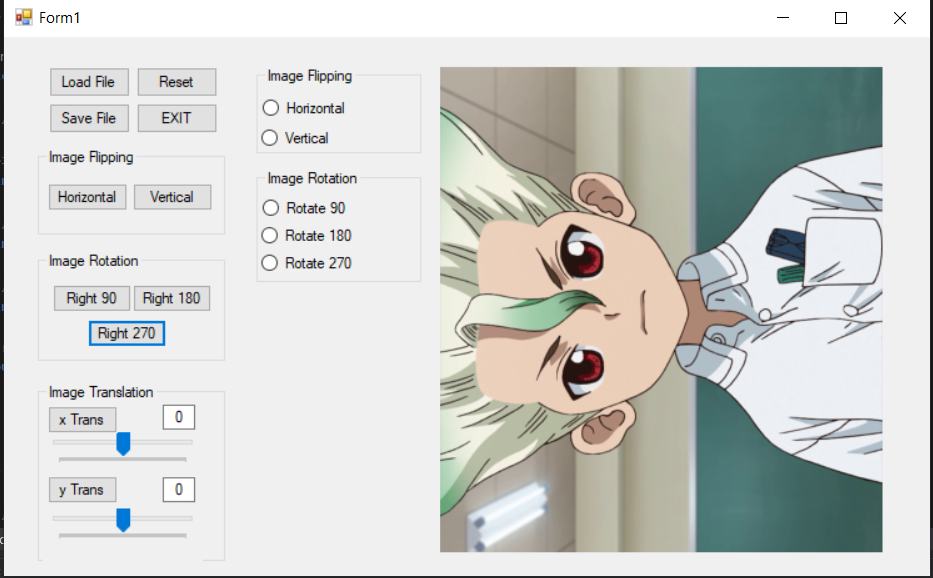 Form1
Load File
Reset
Save File
EXIT
Image Flipping
Horizontal
Vertical
Image Rotation
Right 90
Right 180
Right 270
Image Translation
x Trans
0
y Trans
0
Image Flipping
Horizontal
Vertical
Image Rotation
Rotate 90
Rotate 180
Rotate 270